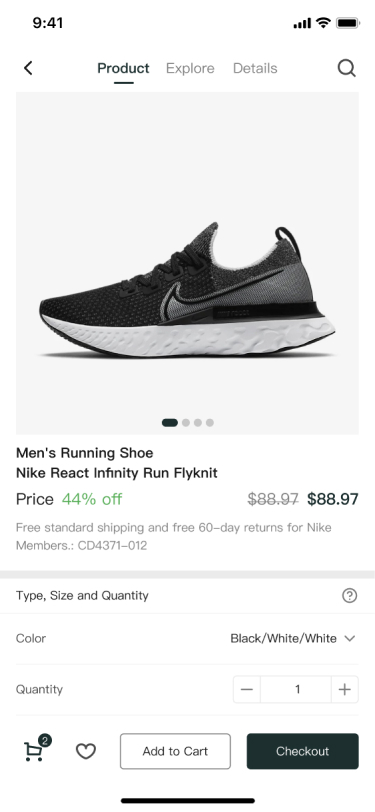 9:41
Product Explore Details
Men's Running Shoe
Nike React Infinity Run Flyknit
Price 44% off $88.97 $88.97
Free standard shipping and free 60-day returns for Nike
Members.: CD4371-012
Type, Size and Quantity
Color Black/White/White
Quantity 1
2
Add to Cart Checkout